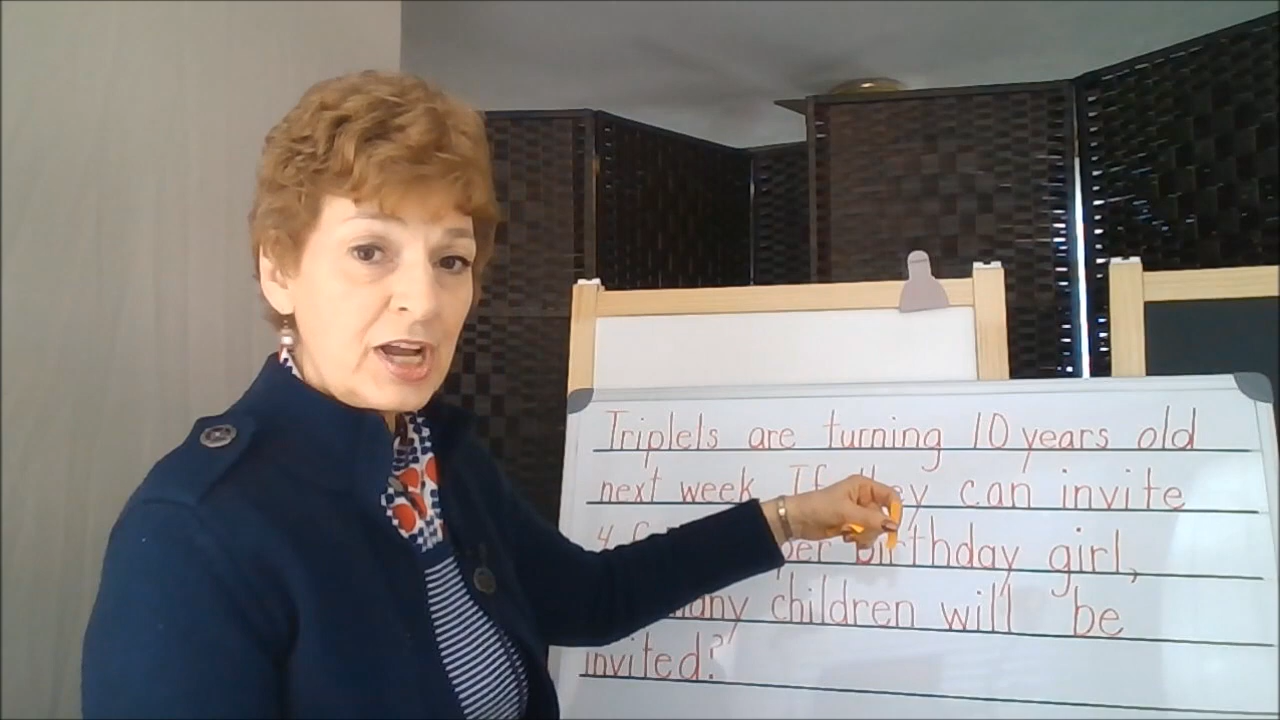 Triplets are turning 10 years old
next week. If they can invite
4 per birthday girl,
many children will be
invited?